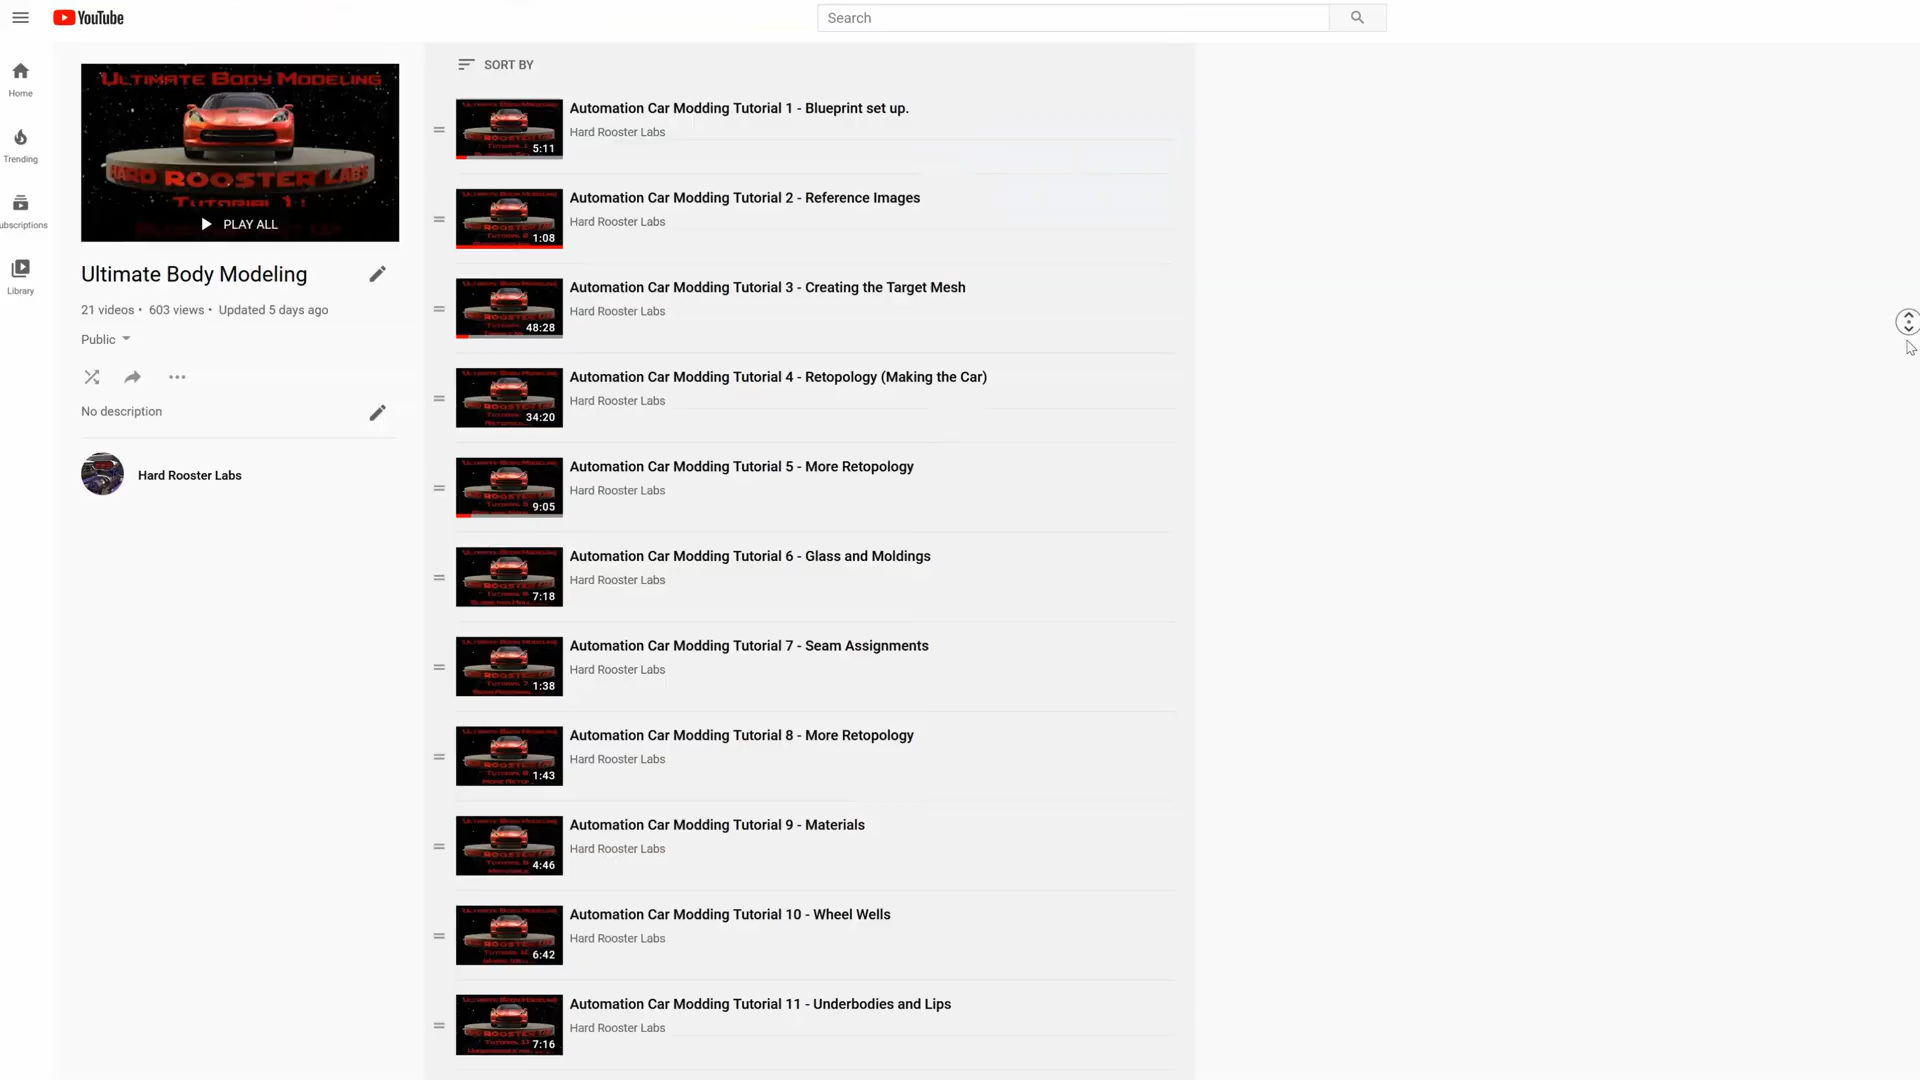 YouTube
Search
Home
Trending
ubscriptions
Library
ULTIMATE BODY MODELING
HARD ROOSTER LABS
TUTORIAL 1:
PLAY ALL
Ultimate Body Modeling
21 videos • 603 views • Updated 5 days ago
Public
No description
Hard Rooster Labs
SORT BY
5:11
Automation Car Modding Tutorial 1 - Blueprint set up.
Hard Rooster Labs
1:08
Automation Car Modding Tutorial 2 - Reference Images
Hard Rooster Labs
48:28
Automation Car Modding Tutorial 3 - Creating the Target Mesh
Hard Rooster Labs
34:20
Automation Car Modding Tutorial 4 - Retopology (Making the Car)
Hard Rooster Labs
9:05
Automation Car Modding Tutorial 5 - More Retopology
Hard Rooster Labs
7:18
Automation Car Modding Tutorial 6 - Glass and Moldings
Hard Rooster Labs
1:38
Automation Car Modding Tutorial 7 - Seam Assignments
Hard Rooster Labs
1:43
Automation Car Modding Tutorial 8 - More Retopology
Hard Rooster Labs
4:46
Automation Car Modding Tutorial 9 - Materials
Hard Rooster Labs
6:42
Automation Car Modding Tutorial 10 - Wheel Wells
Hard Rooster Labs
7:16
Automation Car Modding Tutorial 11 - Underbodies and Lips
Hard Rooster Labs